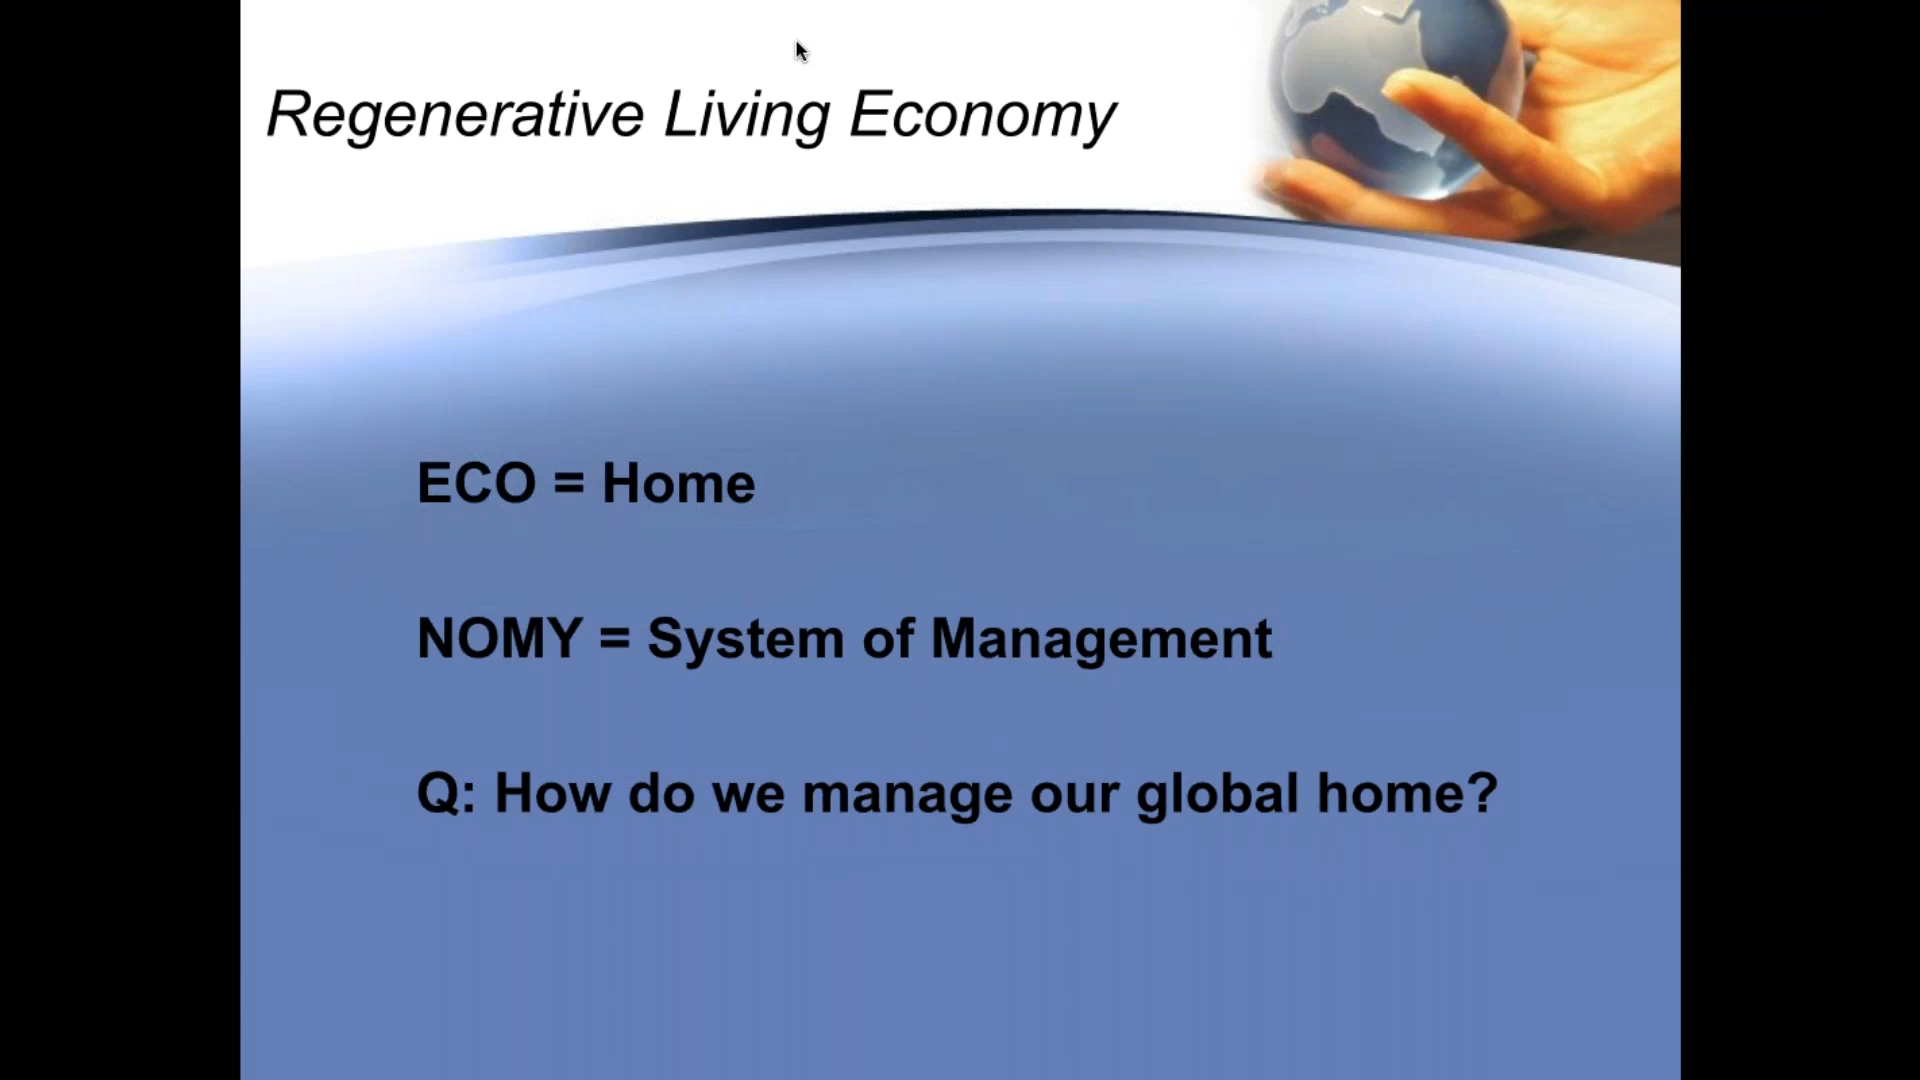 Regenerative Living Economy
ECO = Home
NOMY = System of Management
Q: How do we manage our global home?